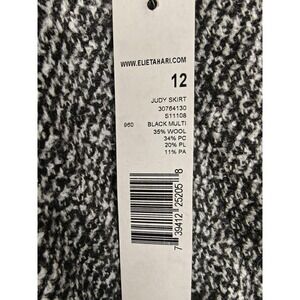 WWW.ELIETAHARI.COM
12
JUDY SKIRT
30764130
S11108
960 BLACK MULTI
35% WOOL
34% PC
20% PL
11% PA
7 39412 25205 8